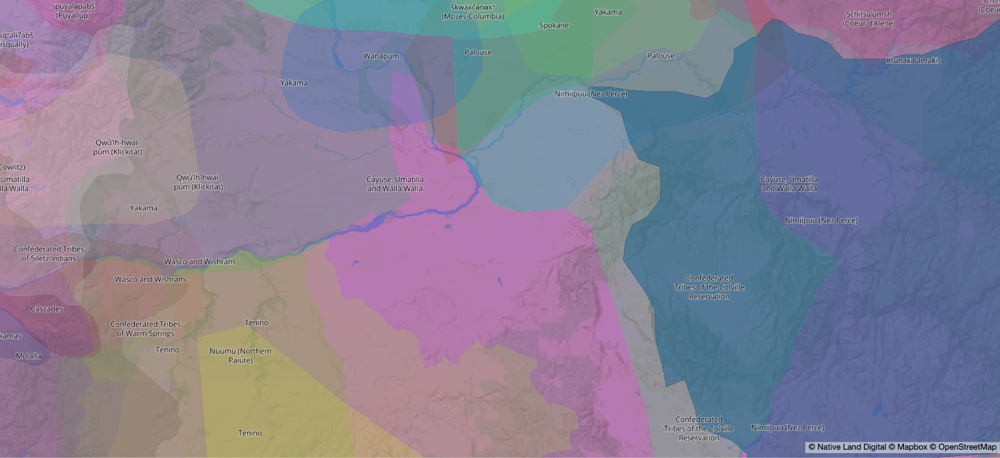 spuyaləpabš
(Puyallup)
škwáxčənəxʷ
(Moses-Columbia)
Yakama
Spokane
Schitsu'umsh
(Coeur d'Alene)
Schits
(Coeur
sqʷaliʔabš
isqually)
Palouse
Wanapum
Palouse
Ktunaxa amakis
Yakama
Nimiipuu (Nez Perce)
Qwû'lh-hwai-
pûm (Klickitat)
Cowlitz)
Umatilla
lla Walla
Qwû'lh-hwai-
pûm (Klickitat)
Cayuse, Umatilla
and Walla Walla
Cayuse, Umatilla
and Walla Walla
Yakama
Nimiipuu (Nez Perce)
Confederated Tribes
of Siletz Indians
Wasco and Wishram
Wasco and Wishram
Confederated
Tribes of the Colville
Reservation
Cascades
Confederated Tribes
of Warm Springs
Tenino
kamas
Tenino
Molalla
Nüümü (Northern
Paiute)
Tenino
Confederated
Tribes of the Colville
Reservation
Nimiipuu (Nez Perce)
© Native Land Digital © Mapbox © OpenStreetMap